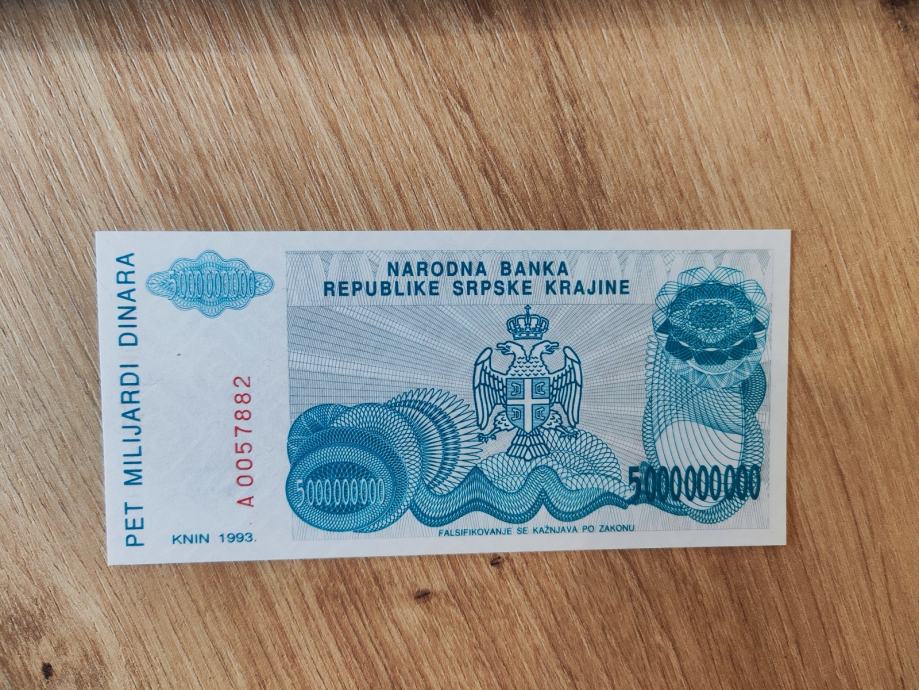 PET MILIJARDI DINARA
5000000000
A 0057882
KNIN 1993.
NARODNA BANKA
REPUBLIKE SRPSKE KRAJINE
5000000000
5000000000
FALSIFIKOVANJE SE KAŽNJAVA PO ZAKONU